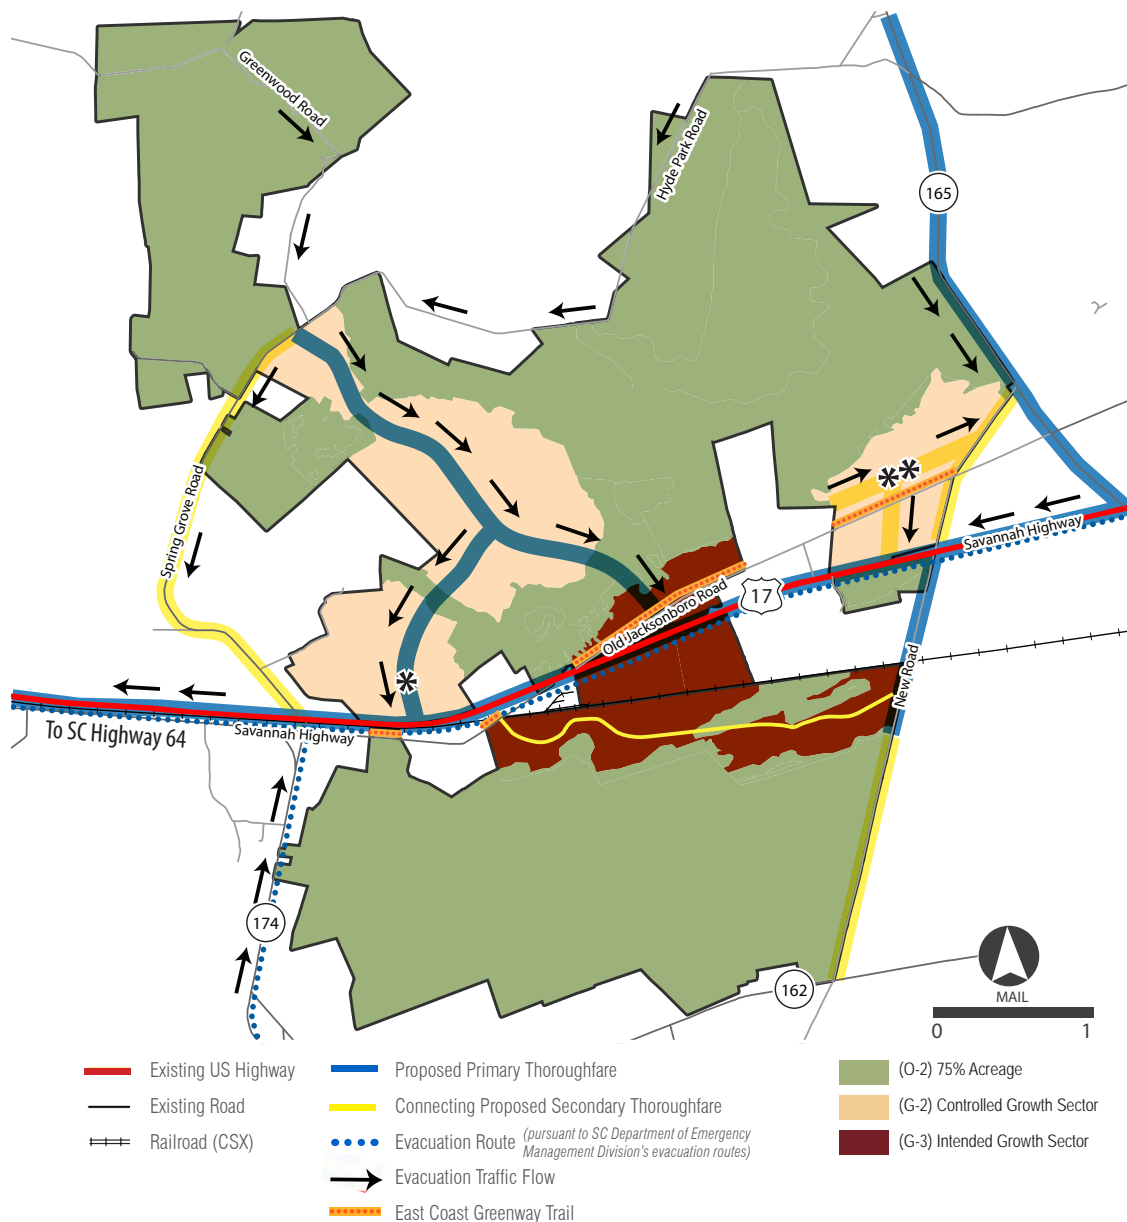 Greenwood Road
Hyde Park Road
165
Spring Grove Road
Savannah Highway
17
Old Jacksonboro Road
New Road
To SC Highway 64
Savannah Highway
174
162
MAIL
0 1
Existing US Highway
Existing Road
Railroad (CSX)
Proposed Primary Thoroughfare
Connecting Proposed Secondary Thoroughfare
Evacuation Route (pursuant to SC Department of Emergency
Management Division's evacuation routes)
Evacuation Traffic Flow
East Coast Greenway Trail
(O-2) 75% Acreage
(G-2) Controlled Growth Sector
(G-3) Intended Growth Sector